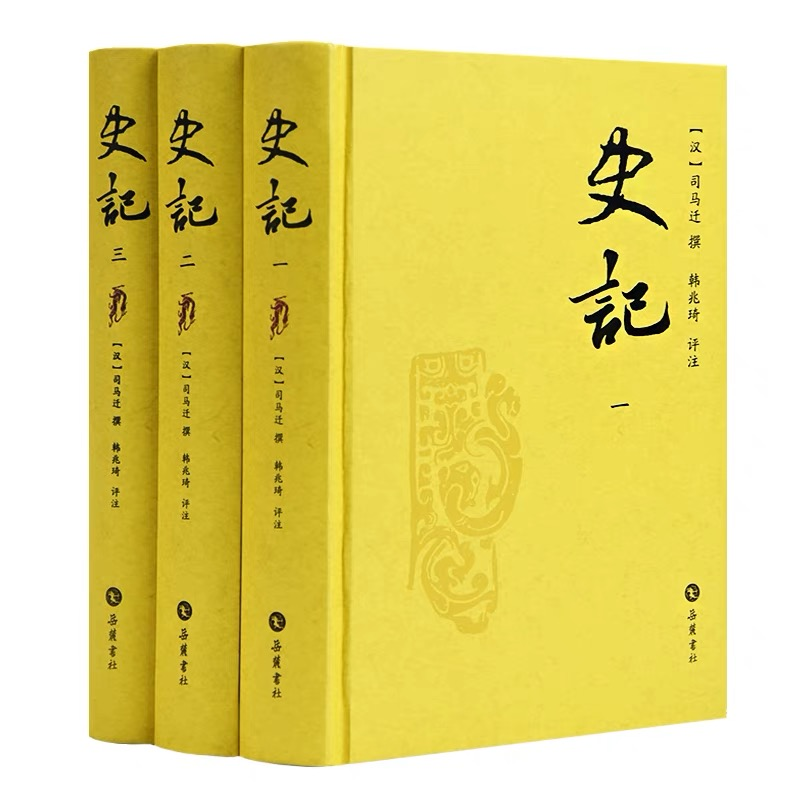 史記
一
【汉】司马迁 撰 韩兆琦 评注
岳麓書社
史記
一
【汉】司马迁 撰 韩兆琦 评注
岳麓書社
史記
二
【汉】司马迁 撰 韩兆琦 评注
岳麓書社
史記
三
【汉】司马迁 撰 韩兆琦 评注
岳麓書社